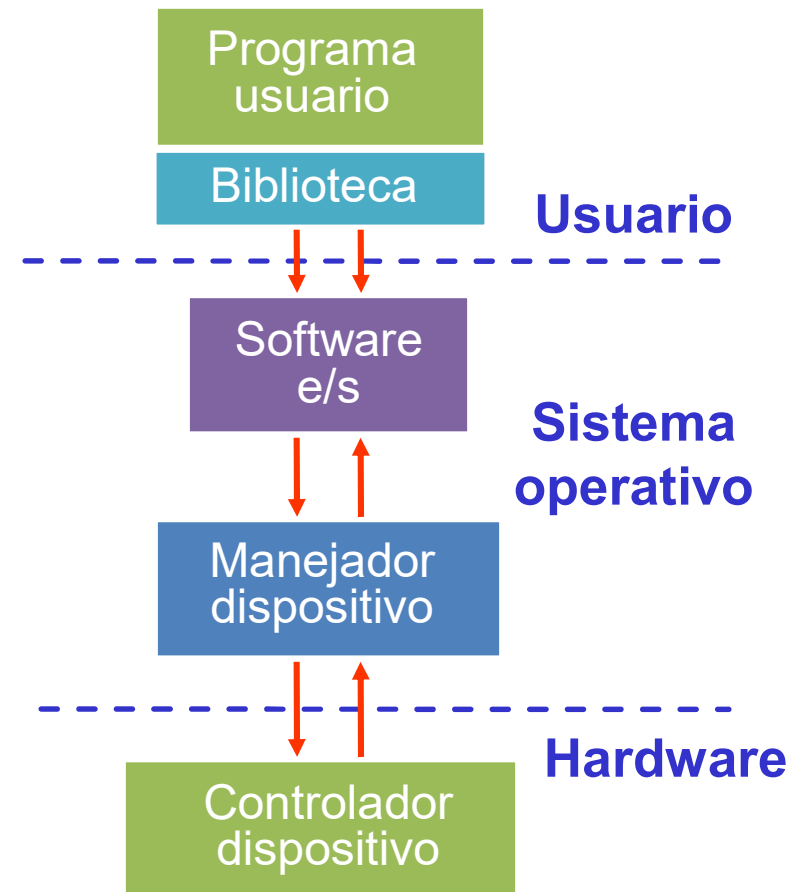 Programa
usuario
Biblioteca
Usuario
Software
e/s
Sistema
operativo
Manejador
dispositivo
Hardware
Controlador
dispositivo